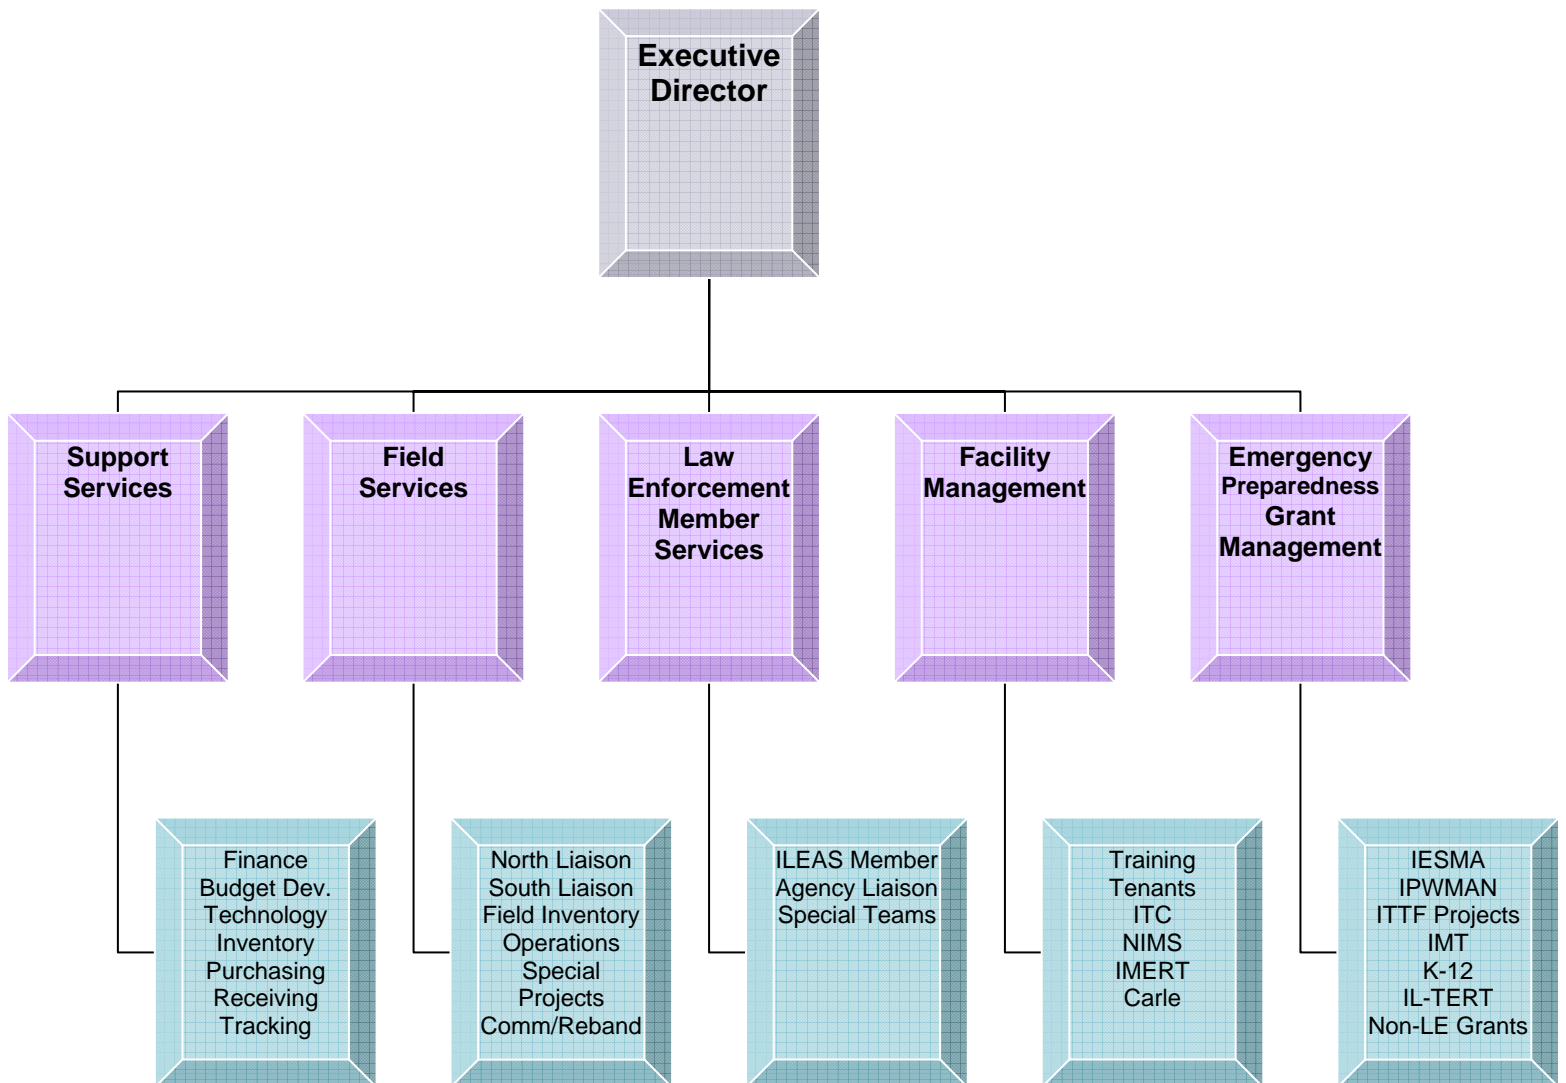 Executive
Director
Support
Services
Field
Services
Law
Enforcement
Member
Services
Facility
Management
Emergency
Preparedness
Grant
Management
Finance
Budget Dev.
Technology
Inventory
Purchasing
Receiving
Tracking
North Liaison
South Liaison
Field Inventory
Operations
Special
Projects
Comm/Reband
ILEAS Member
Agency Liaison
Special Teams
Training
Tenants
ITC
NIMS
IMERT
Carle
IESMA
IPWMAN
ITTF Projects
IMT
K-12
IL-TERT
Non-LE Grants